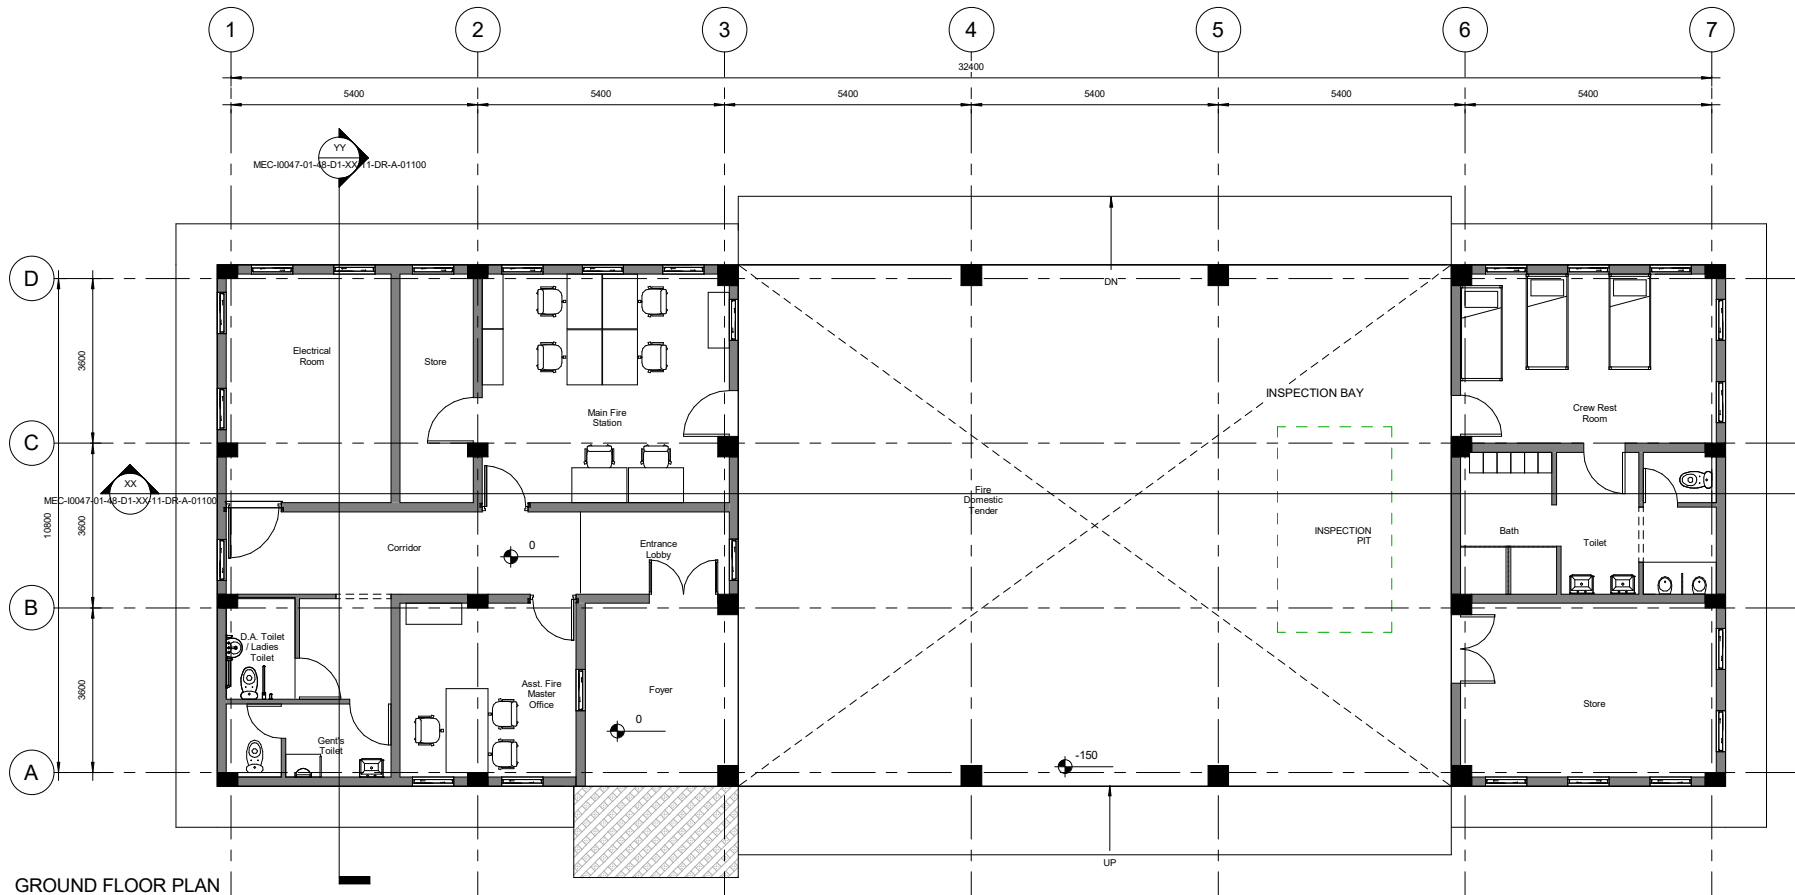 1 2 3 4 5 6 7
32400
5400 5400 5400 5400 5400 5400
YY
MEC-I0047-01-48-D1-XX-11-DR-A-01100
D
DN
3600
Electrical
Room
Store
Main Fire
Station
INSPECTION BAY
Crew Rest
Room
C
XX
MEC-I0047-01-48-D1-XX-11-DR-A-01100
10800
3600
Fire
Domestic
Tender
INSPECTION
PIT
Bath
Toilet
Corridor
0
Entrance
Lobby
B
D.A. Toilet
/ Ladies
Toilet
3600
Asst. Fire
Master
Office
Foyer
0
Store
Gent's
Toilet
-150
A
UP
GROUND FLOOR PLAN